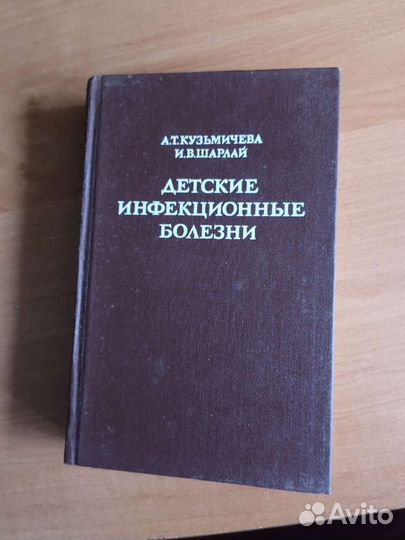 А.Т.КУЗЬМИЧЕВА
И.В.ШАРЛАЙ
ДЕТСКИЕ
ИНФЕКЦИОННЫЕ
БОЛЕЗНИ
Avito